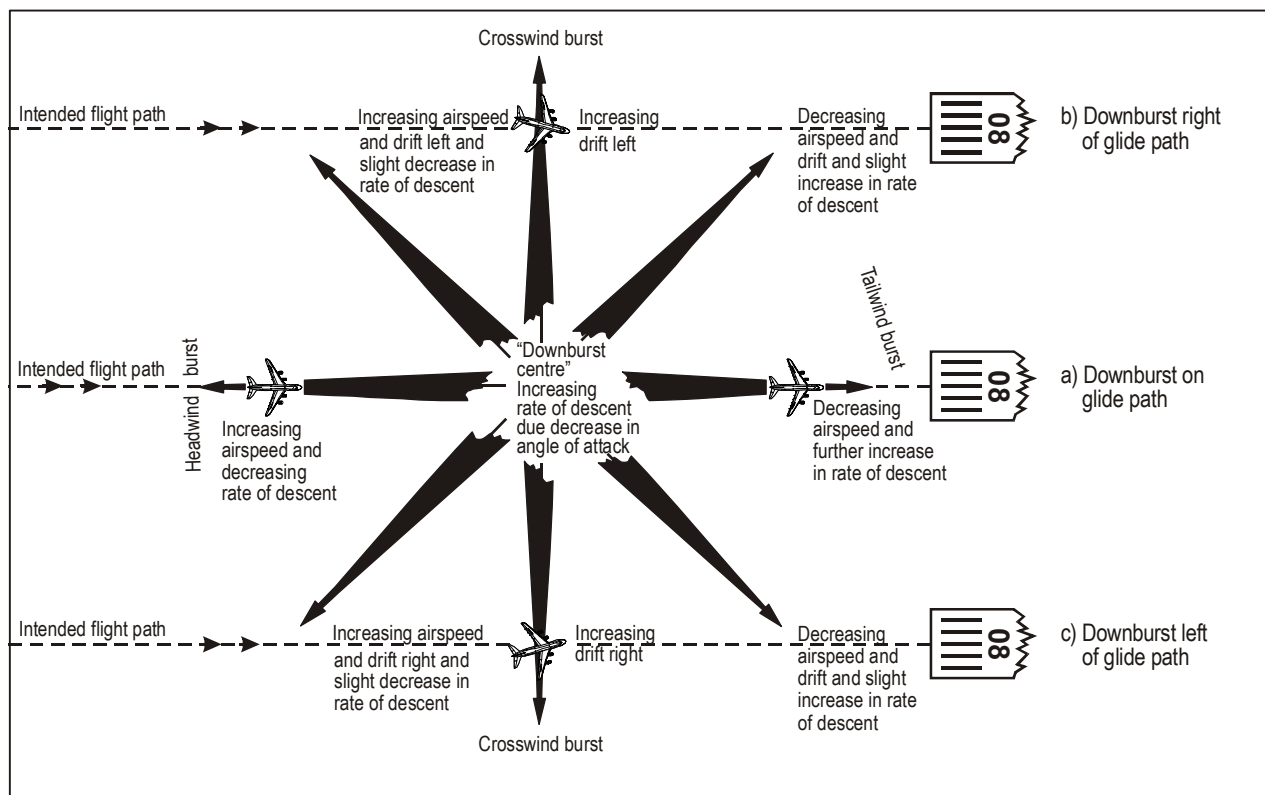 Crosswind burst
Intended flight path
Increasing airspeed
and drift left and
slight decrease in
rate of descent
Increasing
drift left
Decreasing
airspeed and
drift and slight
increase in rate
of descent
08
b) Downburst right
of glide path
Intended flight path
Headwind burst
Increasing
airspeed and
decreasing
rate of descent
“Downburst
centre”
Increasing
rate of descent
due decrease in
angle of attack
Tailwind burst
Decreasing
airspeed and
further increase
in rate of descent
08
a) Downburst on
glide path
Intended flight path
Increasing airspeed
and drift right and
slight decrease in
rate of descent
Increasing
drift right
Decreasing
airspeed and
drift and slight
increase in rate
of descent
08
c) Downburst left
of glide path
Crosswind burst